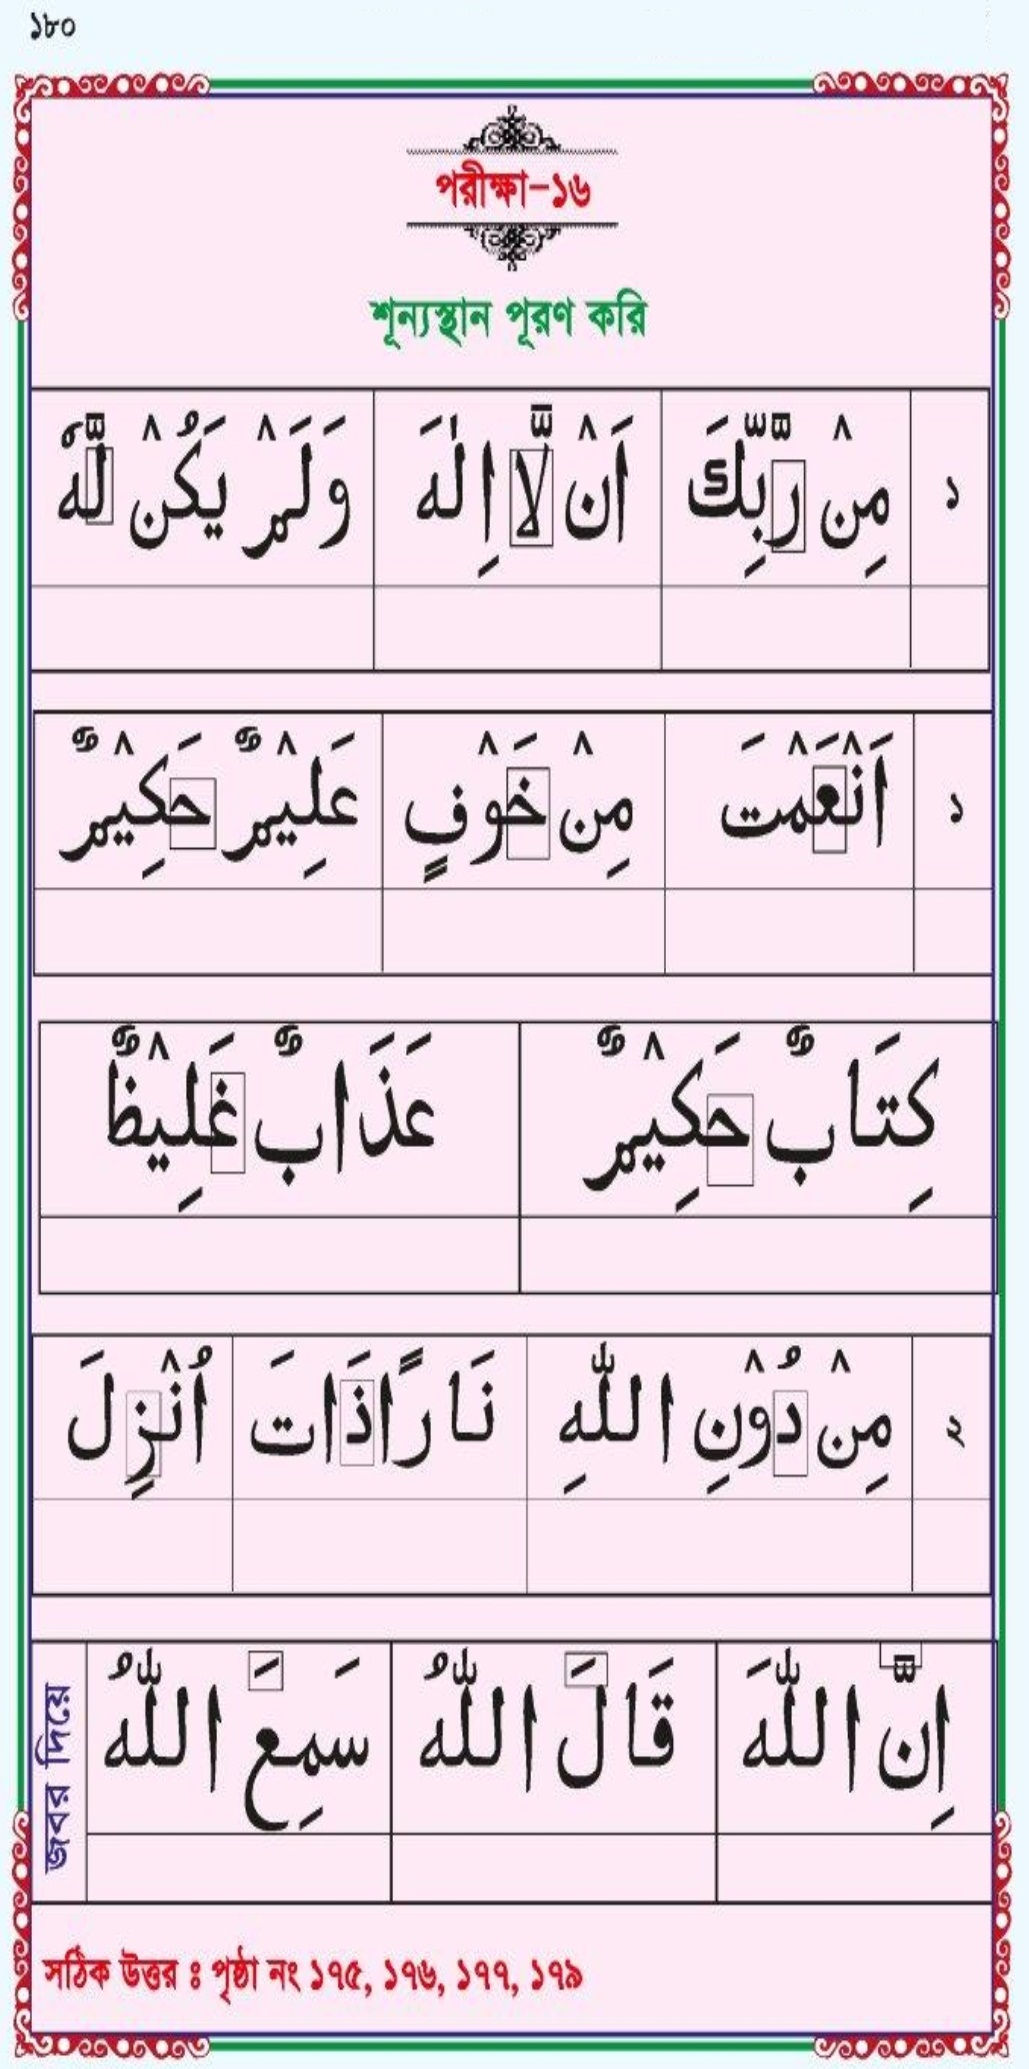 ১৮০
পরীক্ষা-১৬
শূন্যস্থান পূরণ করি
১ مِنْ رَّبِّكَ اَنْ لَّا اِلٰهَ وَلَمْ يَكُنْ لَّهٗ
১ اَنْعَمْتَ مِنْ خَوْفٍ عَلِيْمٌ حَكِيْمٌ
كِتَابٌ حَكِيْمٌ عَذَابٌ غَلِيْظٌ
২ مِنْ دُوْنِ اللّٰهِ نَارًا ذَاتَ اُنْزِلَ
জবর দিয়ে اِنَّ اللّٰهَ قَالَ اللّٰهُ سَمِعَ اللّٰهُ
সঠিক উত্তর ঃ পৃষ্ঠা নং ১৭৫, ১৭৬, ১৭৭, ১৭৯